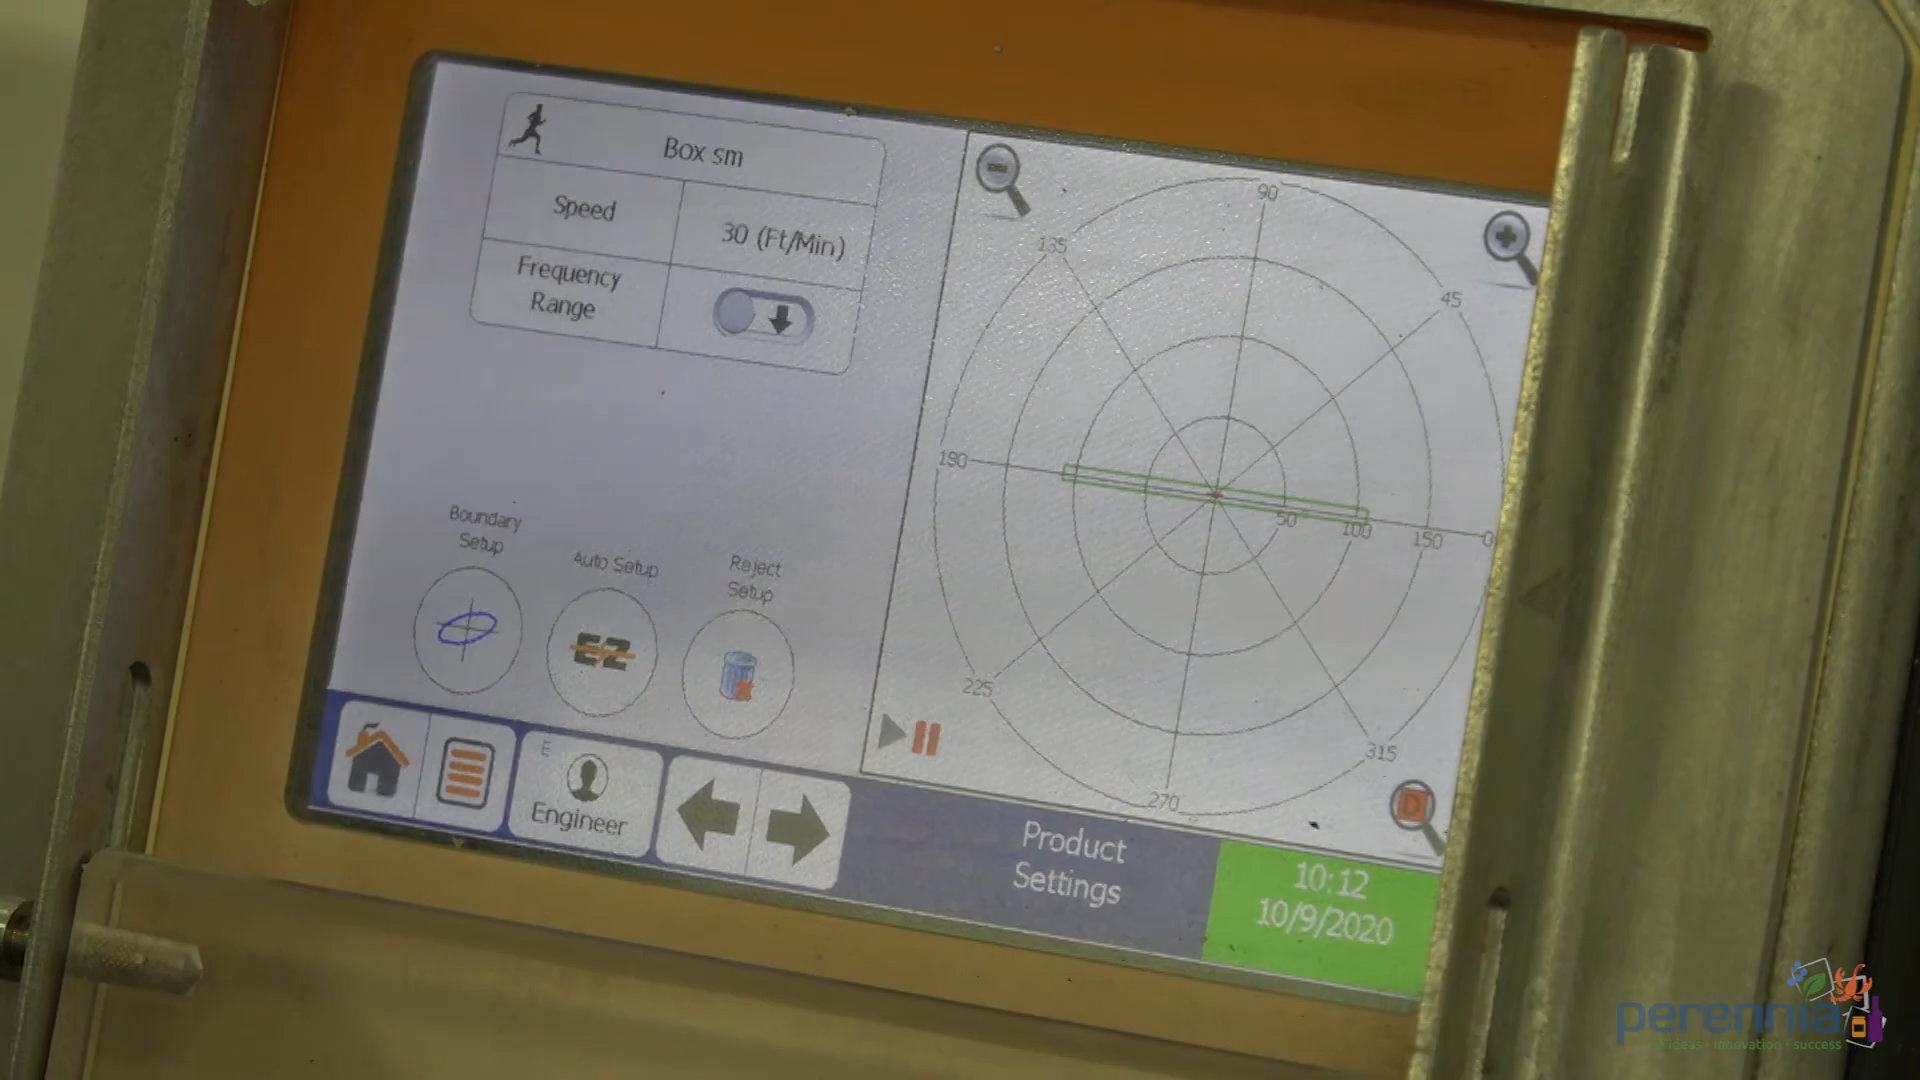 Box sm
Speed
30 (Ft/Min)
Frequency
Range
90
135
45
180
50
100
150
0
225
315
270
Boundary
Setup
Auto Setup
EZ
Reject
Setup
E
Engineer
Product
Settings
D
10:12
10/9/2020
perennia
ideas • innovation • success